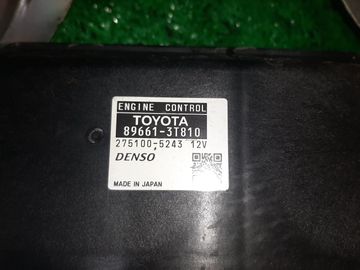 ENGINE CONTROL
TOYOTA
89661-3T810
275100-5243 12V
DENSO
MADE IN JAPAN